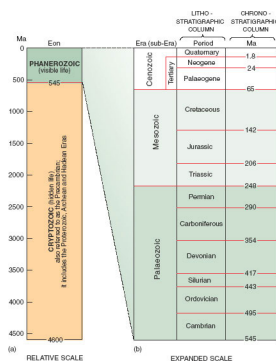 LITHO -
STRATIGRAPHIC
COLUMN
CHRONO -
STRATIGRAPHIC
COLUMN
Ma
Eon
Era (sub-Era)
Period
Ma
0
500
1000
1500
2000
2500
3000
3500
4000
4500
PHANEROZOIC
(visible life)
545
CRYPTOZOIC (hidden life)
also referred to as the Precambrian;
it includes the Proterozoic, Archean and Hadean Eras
4600
Cenozoic
Tertiary
Mesozoic
Palaeozoic
Quaternary
Neogene
Palaeogene
Cretaceous
Jurassic
Triassic
Permian
Carboniferous
Devonian
Silurian
Ordovician
Cambrian
1.8
24
65
142
206
248
290
354
417
443
495
545
(a)
RELATIVE SCALE
(b)
EXPANDED SCALE